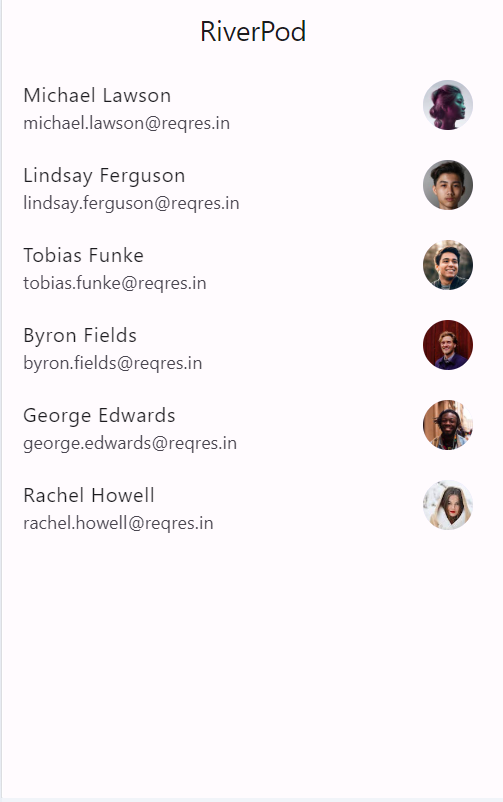 RiverPod
Michael Lawson
michael.lawson@reqres.in
Lindsay Ferguson
lindsay.ferguson@reqres.in
Tobias Funke
tobias.funke@reqres.in
Byron Fields
byron.fields@reqres.in
George Edwards
george.edwards@reqres.in
Rachel Howell
rachel.howell@reqres.in